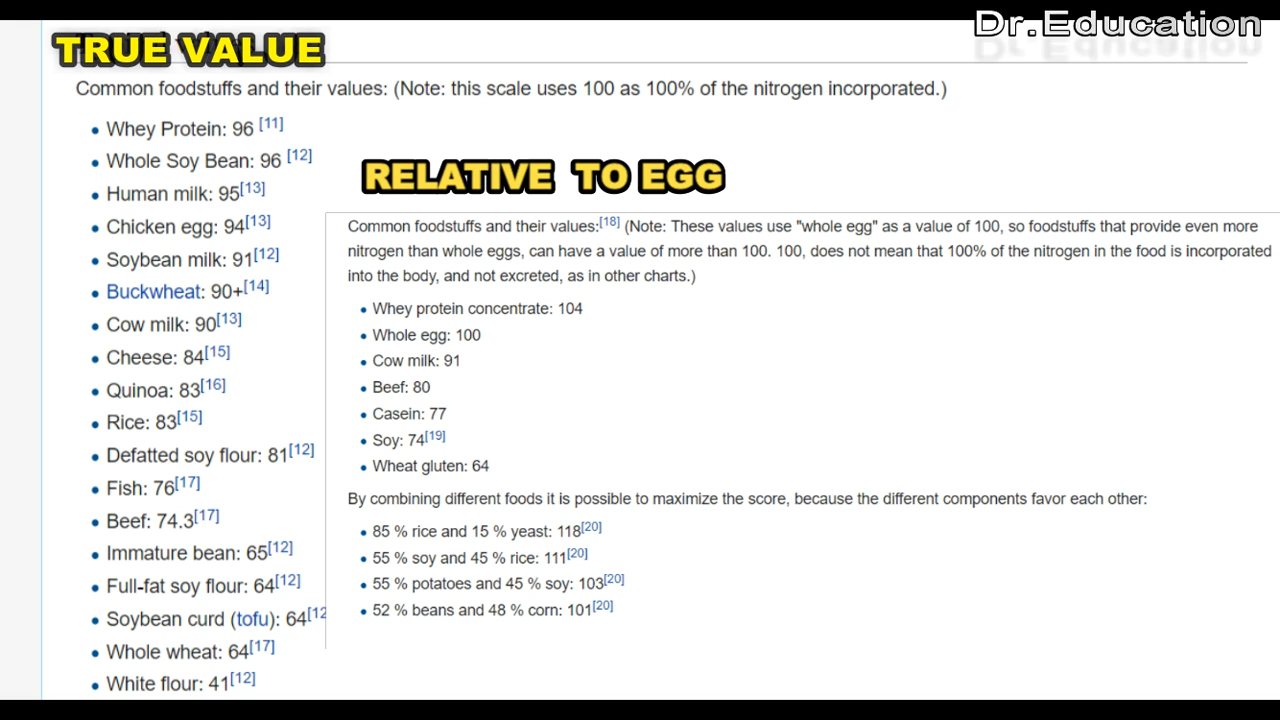 Dr.Education
TRUE VALUE
Common foodstuffs and their values: (Note: this scale uses 100 as 100% of the nitrogen incorporated.)
• Whey Protein: 96 [11]
• Whole Soy Bean: 96 [12]
• Human milk: 95[13]
• Chicken egg: 94[13]
• Soybean milk: 91[12]
• Buckwheat: 90+[14]
• Cow milk: 90[13]
• Cheese: 84[15]
• Quinoa: 83[16]
• Rice: 83[15]
• Defatted soy flour: 81[12]
• Fish: 76[17]
• Beef: 74.3[17]
• Immature bean: 65[12]
• Full-fat soy flour: 64[12]
• Soybean curd (tofu): 64[12
• Whole wheat: 64[17]
• White flour: 41[12]
RELATIVE TO EGG
Common foodstuffs and their values:[18] (Note: These values use "whole egg" as a value of 100, so foodstuffs that provide even more
nitrogen than whole eggs, can have a value of more than 100. 100, does not mean that 100% of the nitrogen in the food is incorporated
into the body, and not excreted, as in other charts.)
• Whey protein concentrate: 104
• Whole egg: 100
• Cow milk: 91
• Beef: 80
• Casein: 77
• Soy: 74[19]
• Wheat gluten: 64
By combining different foods it is possible to maximize the score, because the different components favor each other:
• 85 % rice and 15 % yeast: 118[20]
• 55 % soy and 45 % rice: 111[20]
• 55 % potatoes and 45 % soy: 103[20]
• 52 % beans and 48 % corn: 101[20]